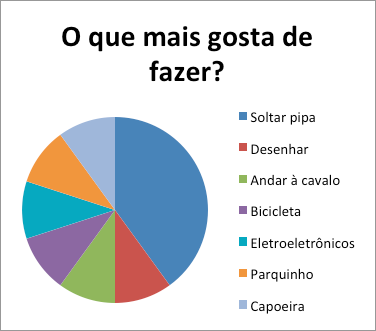 O que mais gosta de
fazer?
Soltar pipa
Desenhar
Andar à cavalo
Bicicleta
Eletroeletrônicos
Parquinho
Capoeira